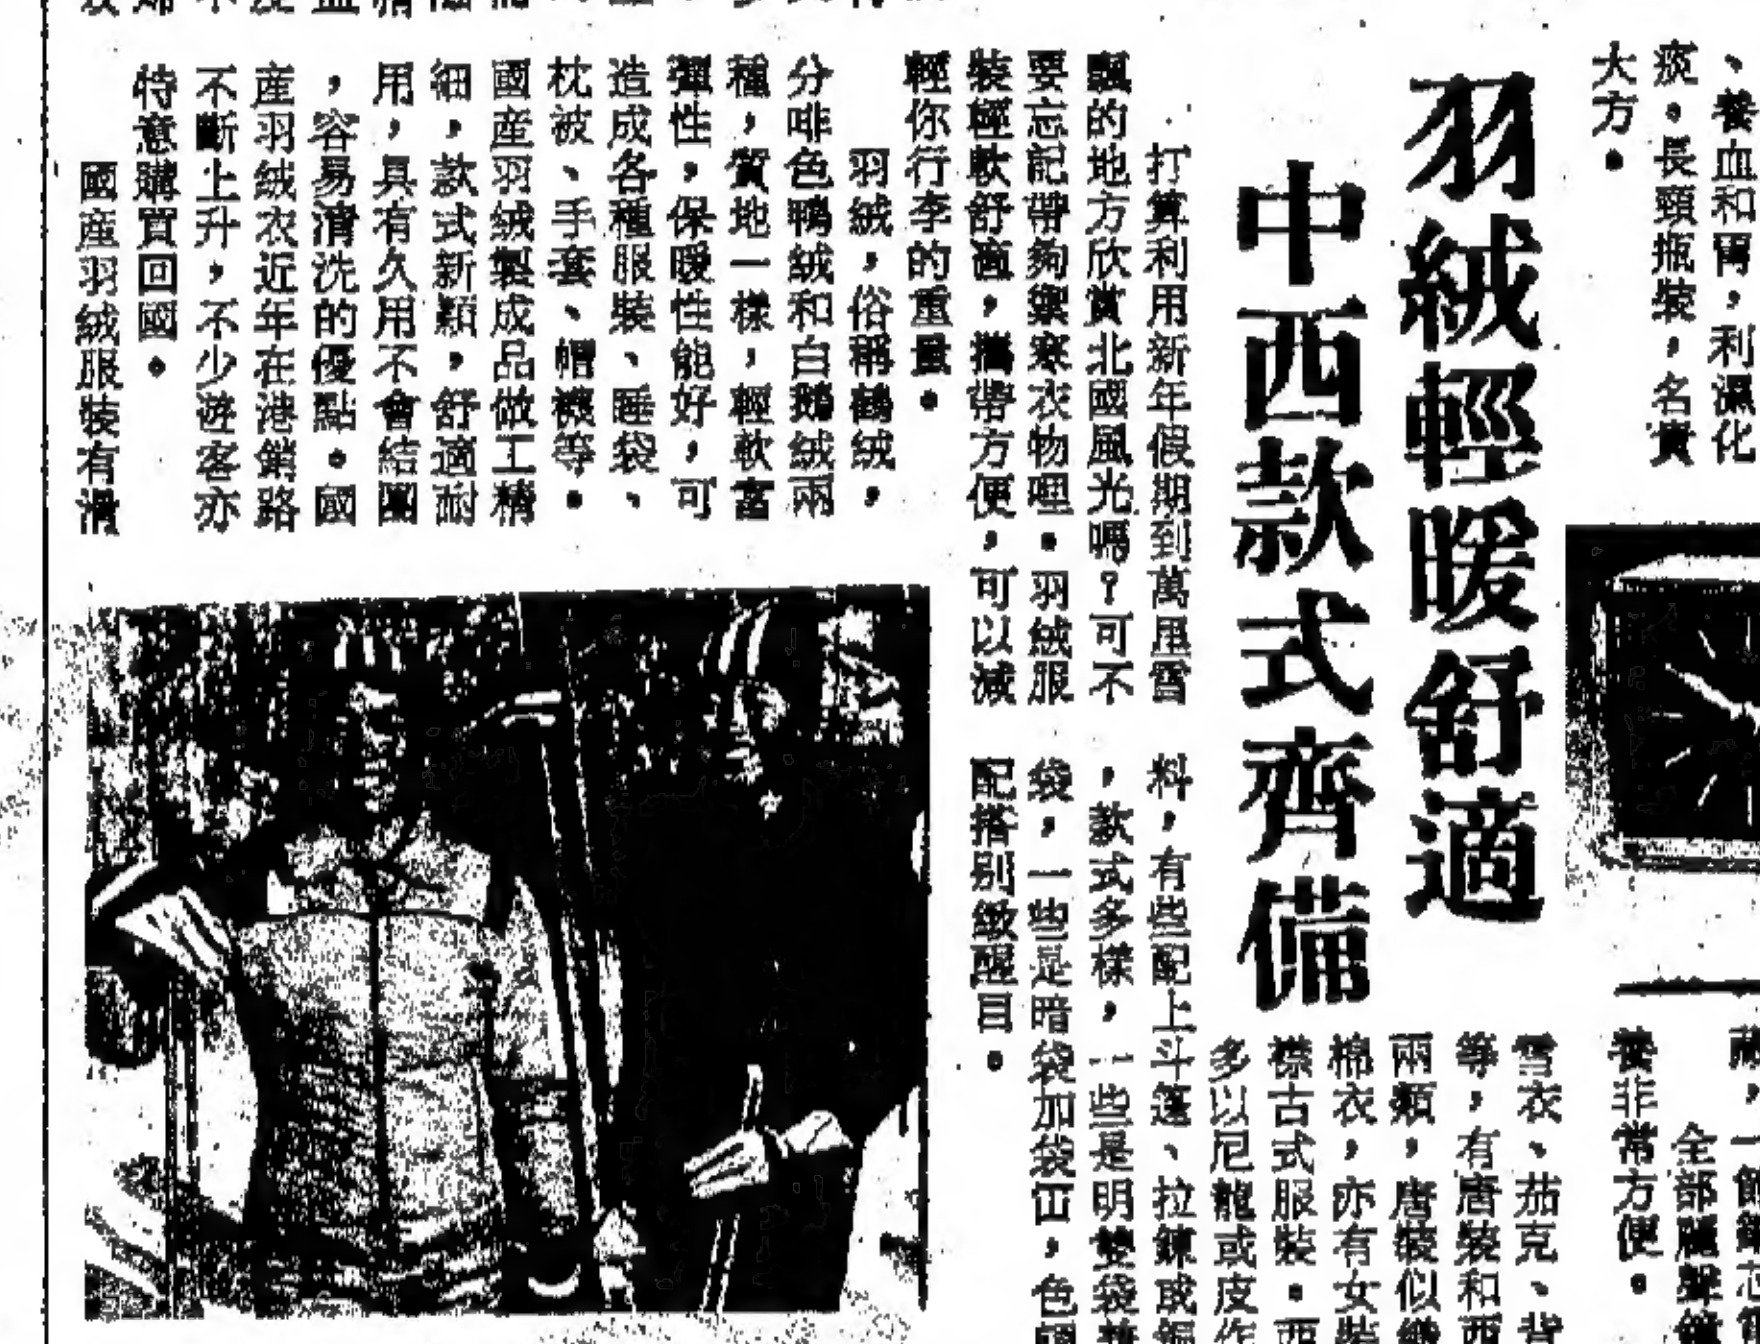 、養血和胃，利濕化
痰。長頸瓶裝，名貴
大方。
羽絨輕暖舒適
中西款式齊備
打算利用新年假期到萬里雪
飄的地方欣賞北國風光嗎？可不
要忘記帶夠禦寒衣物哩。羽絨服
裝輕軟舒適，攜帶方便，可以減
輕你行李的重量。
羽絨，俗稱鶴絨，
分啡色鴨絨和白鵝絨兩
種，質地一樣，輕軟富
彈性，保暖性能好，可
造成各種服裝、睡袋、
枕被、手套、帽襪等。
國産羽絨製成品做工精
細，款式新穎，舒適耐
用，具有久用不會結團
，容易清洗的優點。國
産羽絨衣近年在港銷路
不斷上升，不少遊客亦
特意購買回國。
國産羽絨服裝有滑
雪衣、茄克、背
等，有唐裝和西
兩類，唐裝似
棉衣，亦有女裝
襟古式服裝。西
多以尼龍或皮作
料，有些配上斗篷、拉鍊或
，款式多樣，一些是明雙袋
袋，一些是暗袋加袋冚，色
配搭別緻醒目。
全部
養非常方便。